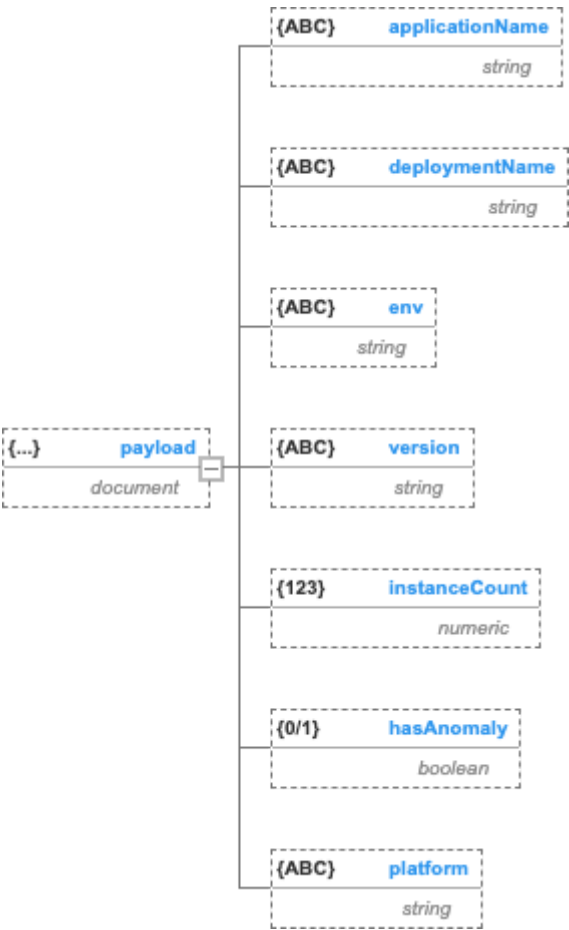 {ABC} applicationName
string
{ABC} deploymentName
string
{ABC} env
string
{...} payload
document
{ABC} version
string
{123} instanceCount
numeric
{0/1} hasAnomaly
boolean
{ABC} platform
string